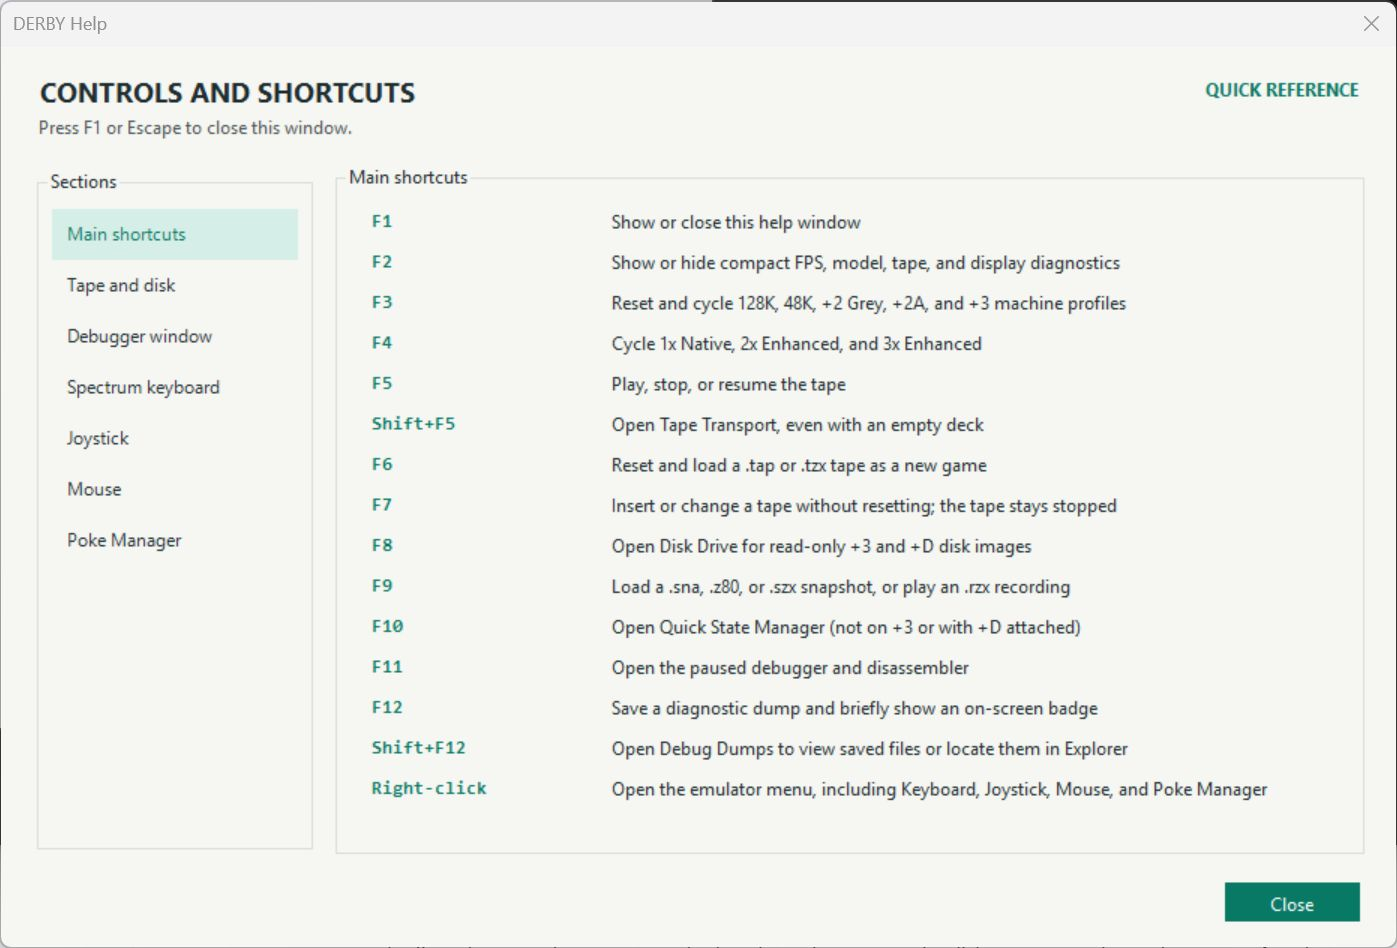 DERBY Help
CONTROLS AND SHORTCUTS
QUICK REFERENCE
Press F1 or Escape to close this window.
Sections
Main shortcuts
Tape and disk
Debugger window
Spectrum keyboard
Joystick
Mouse
Poke Manager
Main shortcuts
F1 Show or close this help window
F2 Show or hide compact FPS, model, tape, and display diagnostics
F3 Reset and cycle 128K, 48K, +2 Grey, +2A, and +3 machine profiles
F4 Cycle 1x Native, 2x Enhanced, and 3x Enhanced
F5 Play, stop, or resume the tape
Shift+F5 Open Tape Transport, even with an empty deck
F6 Reset and load a .tap or .tzx tape as a new game
F7 Insert or change a tape without resetting; the tape stays stopped
F8 Open Disk Drive for read-only +3 and +D disk images
F9 Load a .sna, .z80, or .szx snapshot, or play an .rzx recording
F10 Open Quick State Manager (not on +3 or with +D attached)
F11 Open the paused debugger and disassembler
F12 Save a diagnostic dump and briefly show an on-screen badge
Shift+F12 Open Debug Dumps to view saved files or locate them in Explorer
Right-click Open the emulator menu, including Keyboard, Joystick, Mouse, and Poke Manager
Close